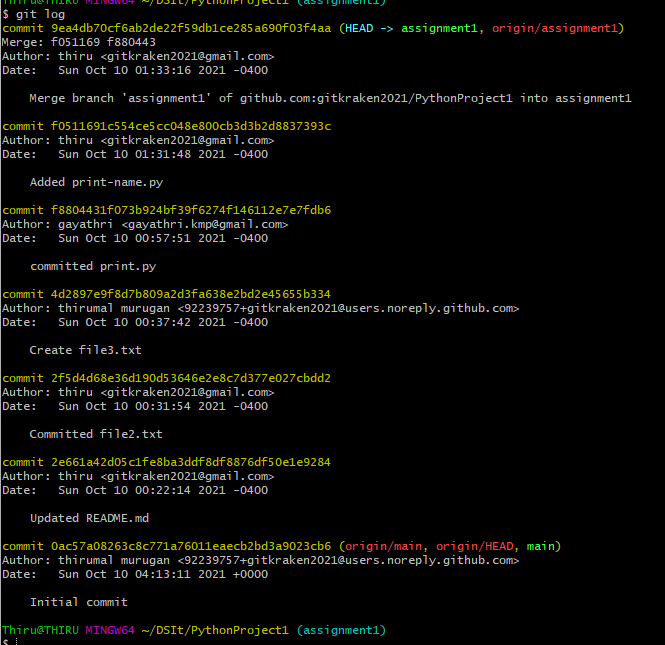 Thiru@THIRU MINGW64 ~/DSIt/PythonProject1 (assignment1)
$ git log
commit 9ea4db70cf6ab2de22f59db1ce285a690f03f4aa (HEAD -> assignment1, origin/assignment1)
Merge: f051169 f880443
Author: thiru <gitkraken2021@gmail.com>
Date:   Sun Oct 10 01:33:16 2021 -0400

    Merge branch 'assignment1' of github.com:gitkraken2021/PythonProject1 into assignment1

commit f0511691c554ce5cc048e800cb3d3b2d8837393c
Author: thiru <gitkraken2021@gmail.com>
Date:   Sun Oct 10 01:31:48 2021 -0400

    Added print-name.py

commit f8804431f073b924bf39f6274f146112e7e7fdb6
Author: gayathri <gayathri.kmp@gmail.com>
Date:   Sun Oct 10 00:57:51 2021 -0400

    committed print.py

commit 4d2897e9f8d7b809a2d3fa638e2bd2e45655b334
Author: thirumal murugan <92239757+gitkraken2021@users.noreply.github.com>
Date:   Sun Oct 10 00:37:42 2021 -0400

    Create file3.txt

commit 2f5d4d68e36d190d53646e2e8c7d377e027cbdd2
Author: thiru <gitkraken2021@gmail.com>
Date:   Sun Oct 10 00:31:54 2021 -0400

    Committed file2.txt

commit 2e661a42d05c1fe8ba3ddf8df8876df50e1e9284
Author: thiru <gitkraken2021@gmail.com>
Date:   Sun Oct 10 00:22:14 2021 -0400

    Updated README.md

commit 0ac57a08263c8c771a76011eaecb2bd3a9023cb6 (origin/main, origin/HEAD, main)
Author: thirumal murugan <92239757+gitkraken2021@users.noreply.github.com>
Date:   Sun Oct 10 04:13:11 2021 +0000

    Initial commit

Thiru@THIRU MINGW64 ~/DSIt/PythonProject1 (assignment1)
$